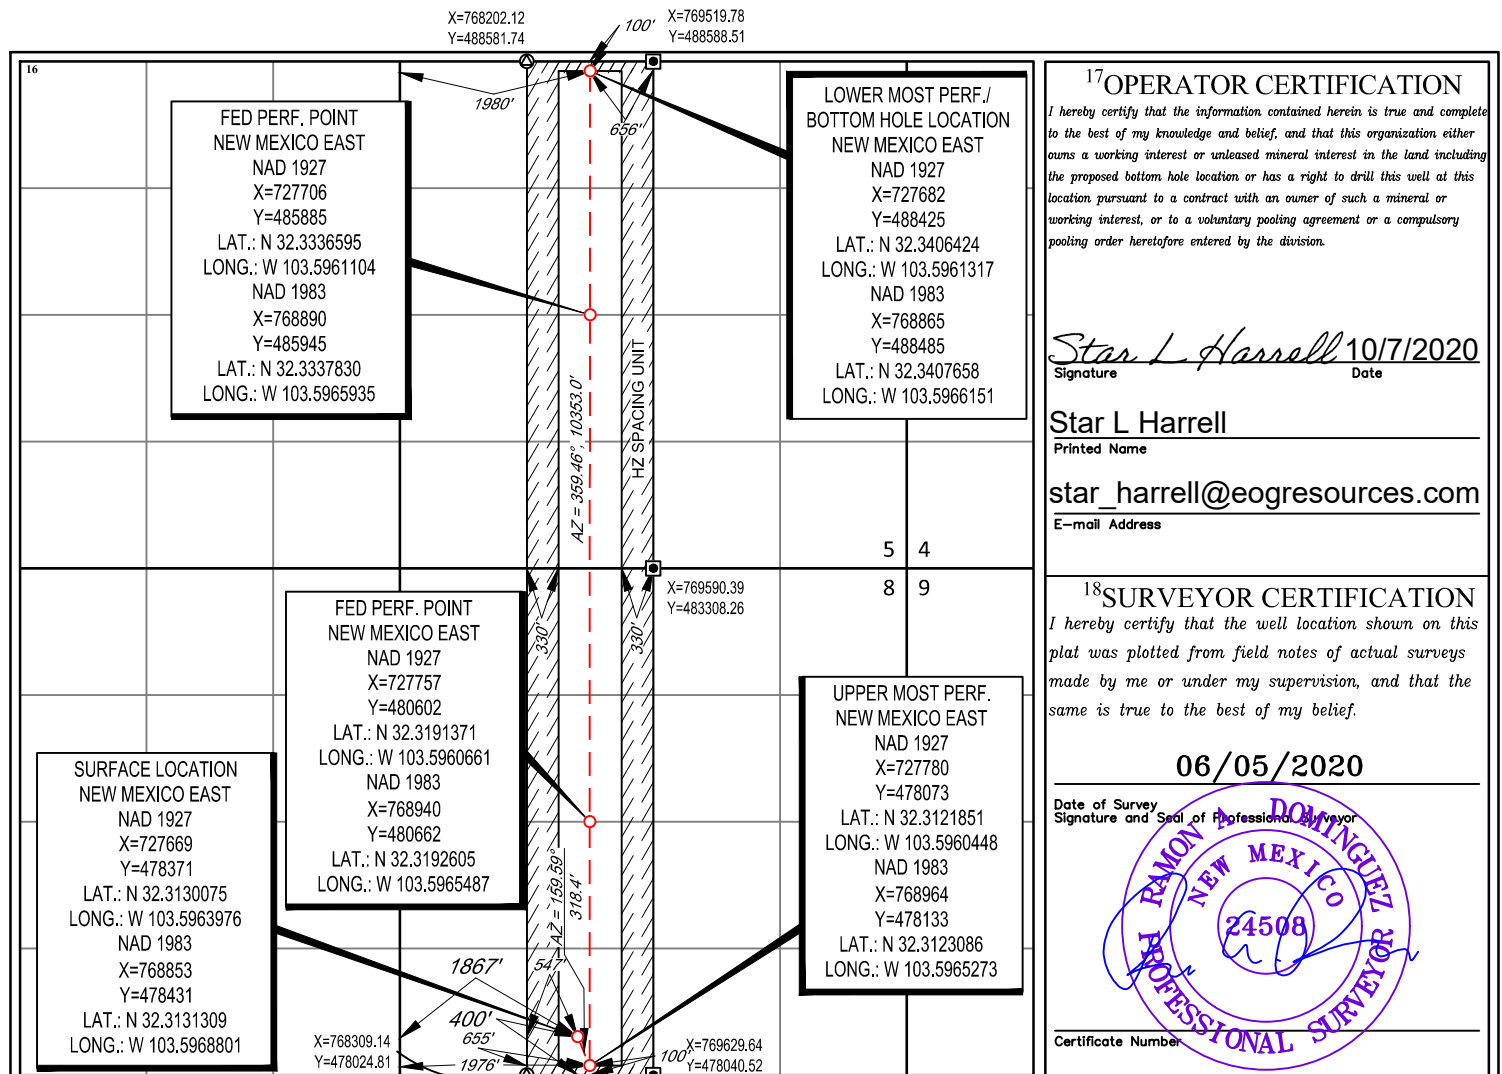 X=768202.12
Y=488581.74
100'
X=769519.78
Y=488588.51
16
1980'
656'
FED PERF. POINT
NEW MEXICO EAST
NAD 1927
X=727706
Y=485885
LAT.: N 32.3336595
LONG.: W 103.5961104
NAD 1983
X=768890
Y=485945
LAT.: N 32.3337830
LONG.: W 103.5965935
LOWER MOST PERF./
BOTTOM HOLE LOCATION
NEW MEXICO EAST
NAD 1927
X=727682
Y=488425
LAT.: N 32.3406424
LONG.: W 103.5961317
NAD 1983
X=768865
Y=488485
LAT.: N 32.3407658
LONG.: W 103.5966151
AZ = 359.46°, 10353.0'
HZ SPACING UNIT
5 4
8 9
X=769590.39
Y=483308.26
330'
330'
FED PERF. POINT
NEW MEXICO EAST
NAD 1927
X=727757
Y=480602
LAT.: N 32.3191371
LONG.: W 103.5960661
NAD 1983
X=768940
Y=480662
LAT.: N 32.3192605
LONG.: W 103.5965487
UPPER MOST PERF.
NEW MEXICO EAST
NAD 1927
X=727780
Y=478073
LAT.: N 32.3121851
LONG.: W 103.5960448
NAD 1983
X=768964
Y=478133
LAT.: N 32.3123086
LONG.: W 103.5965273
SURFACE LOCATION
NEW MEXICO EAST
NAD 1927
X=727669
Y=478371
LAT.: N 32.3130075
LONG.: W 103.5963976
NAD 1983
X=768853
Y=478431
LAT.: N 32.3131309
LONG.: W 103.5968801
AZ = 159.59°
318.4'
1867'
547'
400'
655'
1976'
100'
X=768309.14
Y=478024.81
X=769629.64
Y=478040.52
17OPERATOR CERTIFICATION
I hereby certify that the information contained herein is true and complete
to the best of my knowledge and belief, and that this organization either
owns a working interest or unleased mineral interest in the land including
the proposed bottom hole location or has a right to drill this well at this
location pursuant to a contract with an owner of such a mineral or
working interest, or to a voluntary pooling agreement or a compulsory
pooling order heretofore entered by the division.
Star L Harrell 10/7/2020
Signature Date
Star L Harrell
Printed Name
star_harrell@eogresources.com
E-mail Address
18SURVEYOR CERTIFICATION
I hereby certify that the well location shown on this
plat was plotted from field notes of actual surveys
made by me or under my supervision, and that the
same is true to the best of my belief.
06/05/2020
Date of Survey
Signature and Seal of Professional Surveyor
RAMON A. DOMINGUEZ
NEW MEXICO
24508
PROFESSIONAL SURVEYOR
Certificate Number